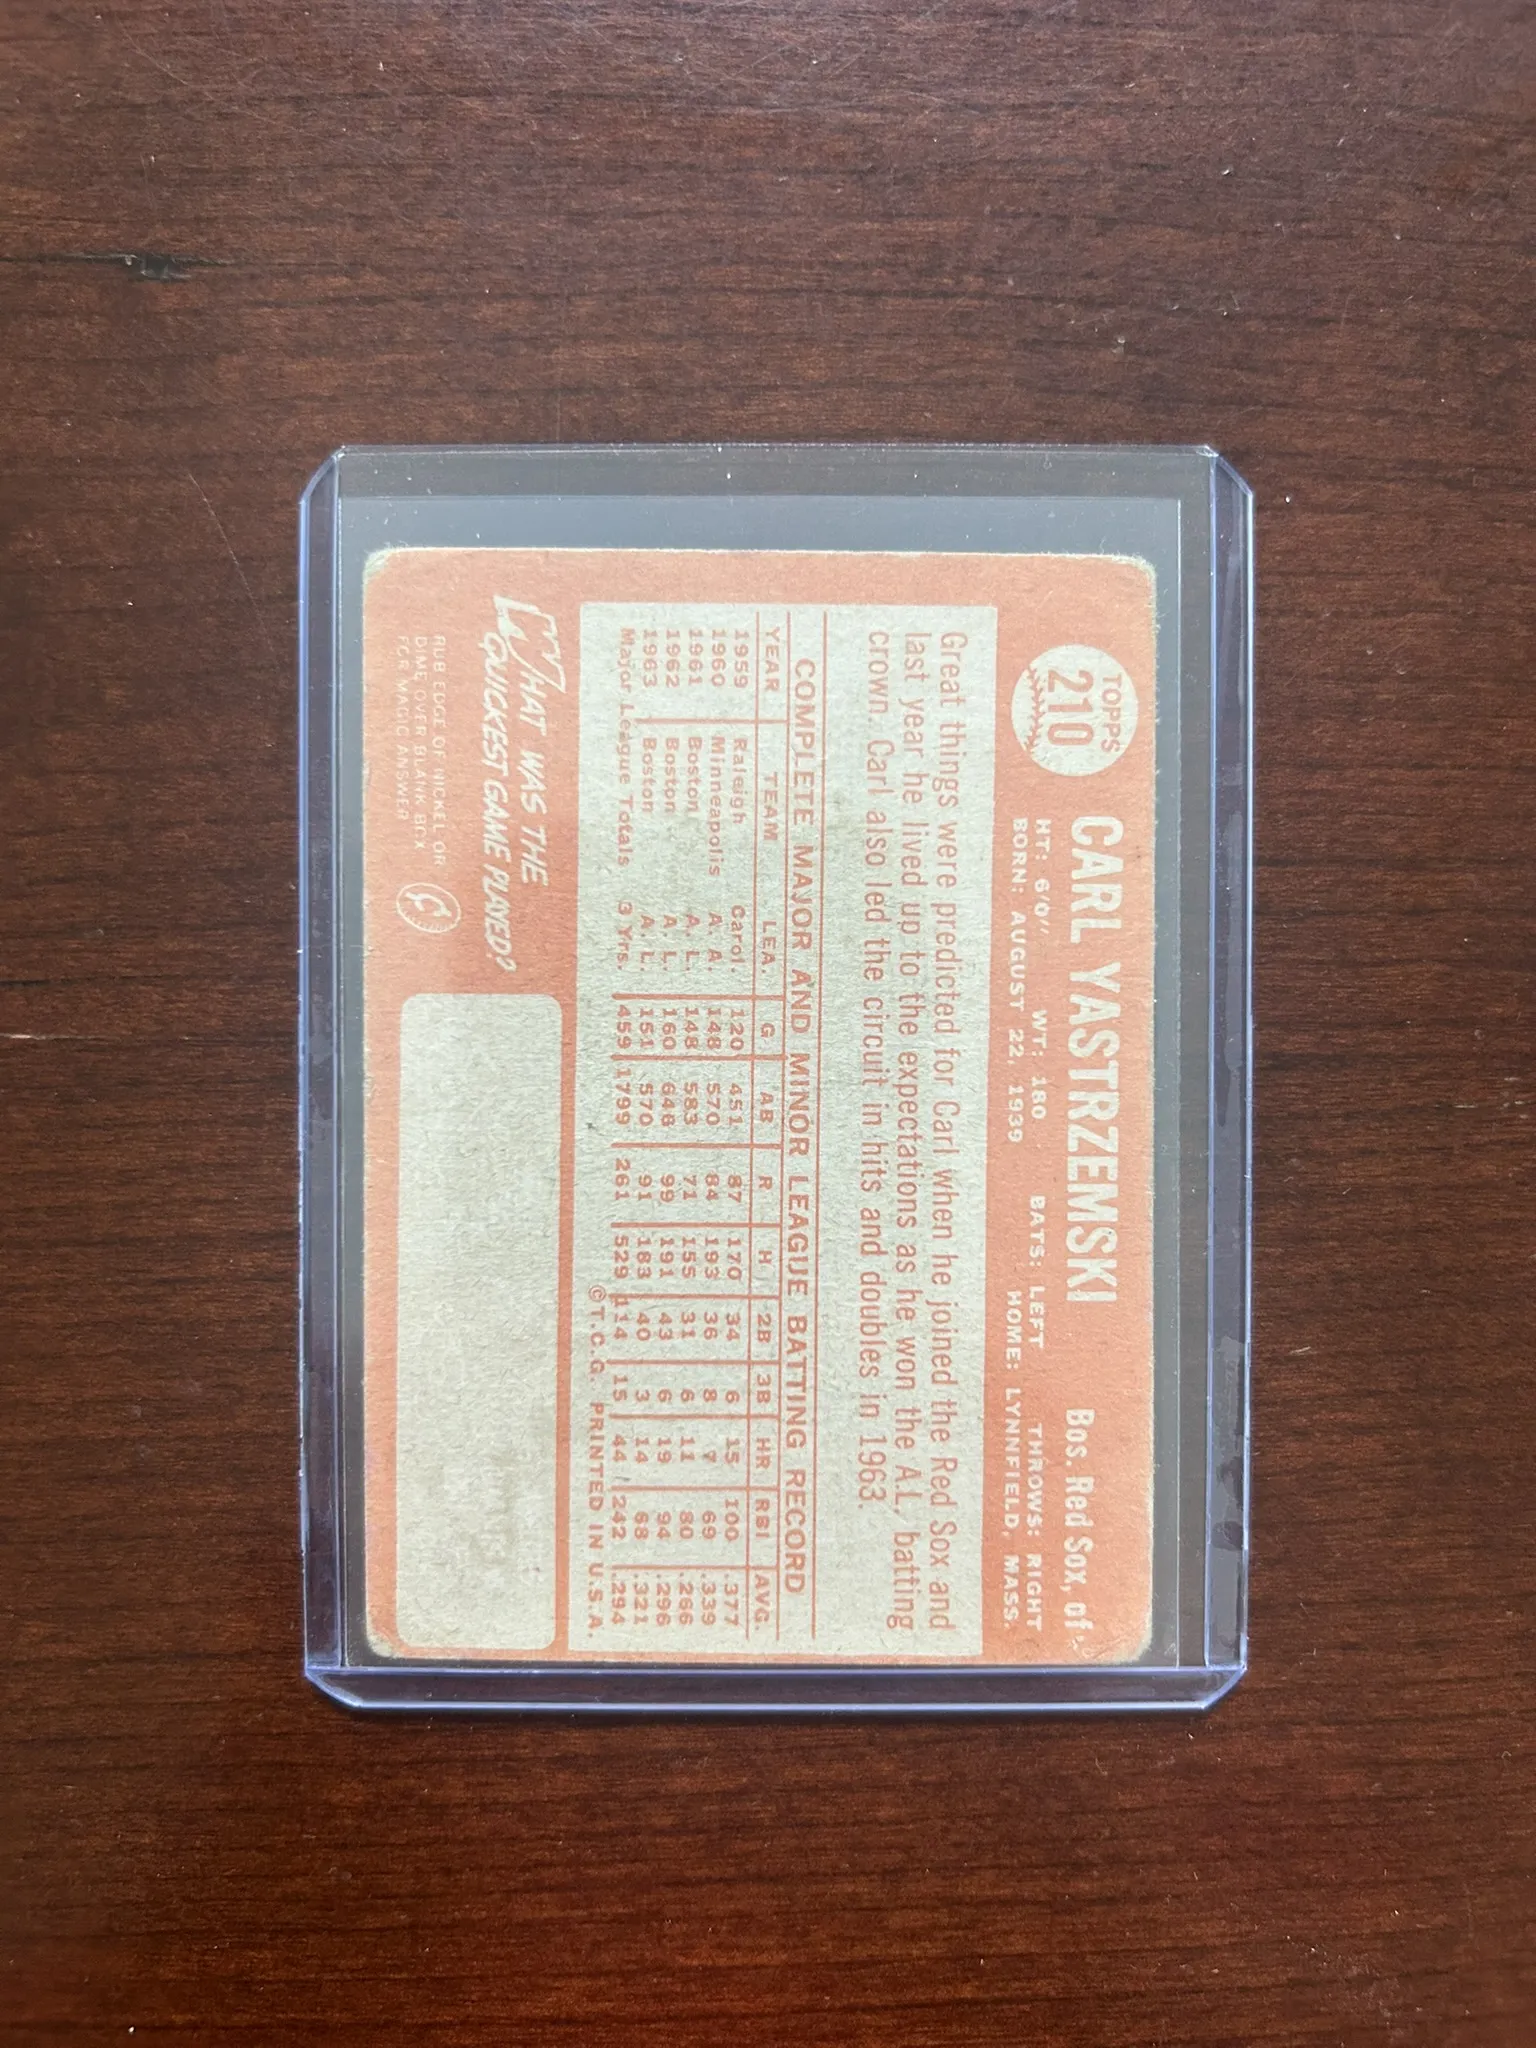 TOPPS
210
CARL YASTRZEMSKI Bos. Red Sox, of
HT: 6'0" WT: 180 BATS: LEFT THROWS: RIGHT
BORN: AUGUST 22, 1939 HOME: LYNNFIELD, MASS.
Great things were predicted for Carl when he joined the Red Sox and
last year he lived up to the expectations as he won the A.L. batting
crown. Carl also led the circuit in hits and doubles in 1963.
COMPLETE MAJOR AND MINOR LEAGUE BATTING RECORD
YEAR TEAM LEA. G AB R H 2B 3B HR RBI AVG.
1959 Raleigh Carol. 120 451 87 170 34 6 15 100 .377
1960 Minneapolis A. A. 148 570 84 193 36 8 7 69 .339
1961 Boston A. L. 148 583 71 155 31 6 11 80 .266
1962 Boston A. L. 160 646 99 191 43 6 19 94 .296
1963 Boston A. L. 151 570 91 183 40 3 14 68 .321
Major League Totals 3 Yrs. 459 1799 261 529 114 15 44 242 .294
©T.C.G. PRINTED IN U.S.A.
WHAT WAS THE
QUICKEST GAME PLAYED?
RUB EDGE OF NICKEL OR
DIME OVER BLANK BOX
FOR MAGIC ANSWER